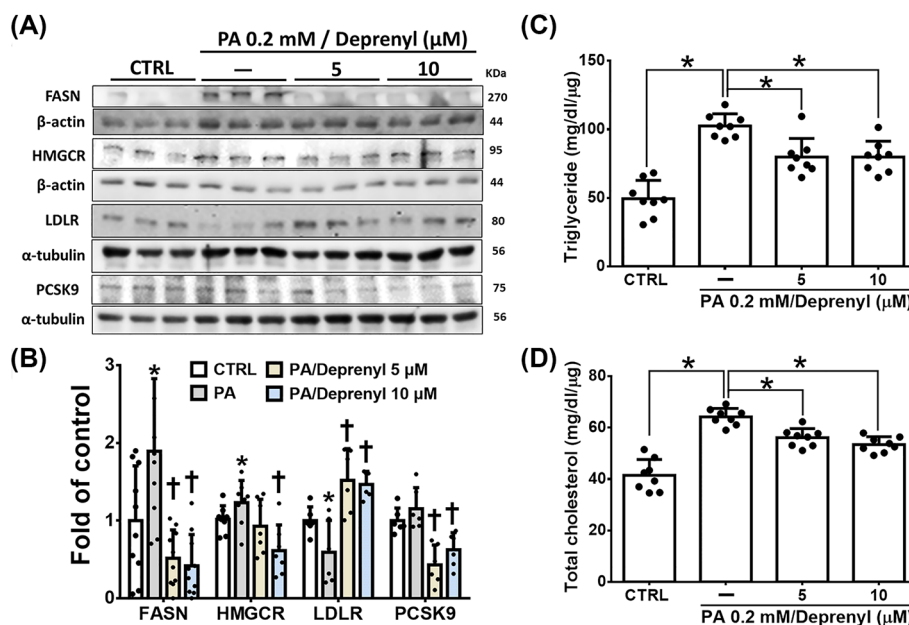 (A)
PA 0.2 mM / Deprenyl (μM)
CTRL — 5 10 KDa
FASN 270
β-actin 44
HMGCR 95
β-actin 44
LDLR 80
α-tubulin 56
PCSK9 75
α-tubulin 56
(B)
Fold of control
3
2
1
0
CTRL PA/Deprenyl 5 μM
PA PA/Deprenyl 10 μM
* † † * † * † † † †
FASN HMGCR LDLR PCSK9
(C)
Triglyceride (mg/dl/μg)
150
100
50
0
* * *
CTRL — 5 10
PA 0.2 mM/Deprenyl (μM)
(D)
Total cholesterol (mg/dl/μg)
80
60
40
20
0
* * *
CTRL — 5 10
PA 0.2 mM/Deprenyl (μM)